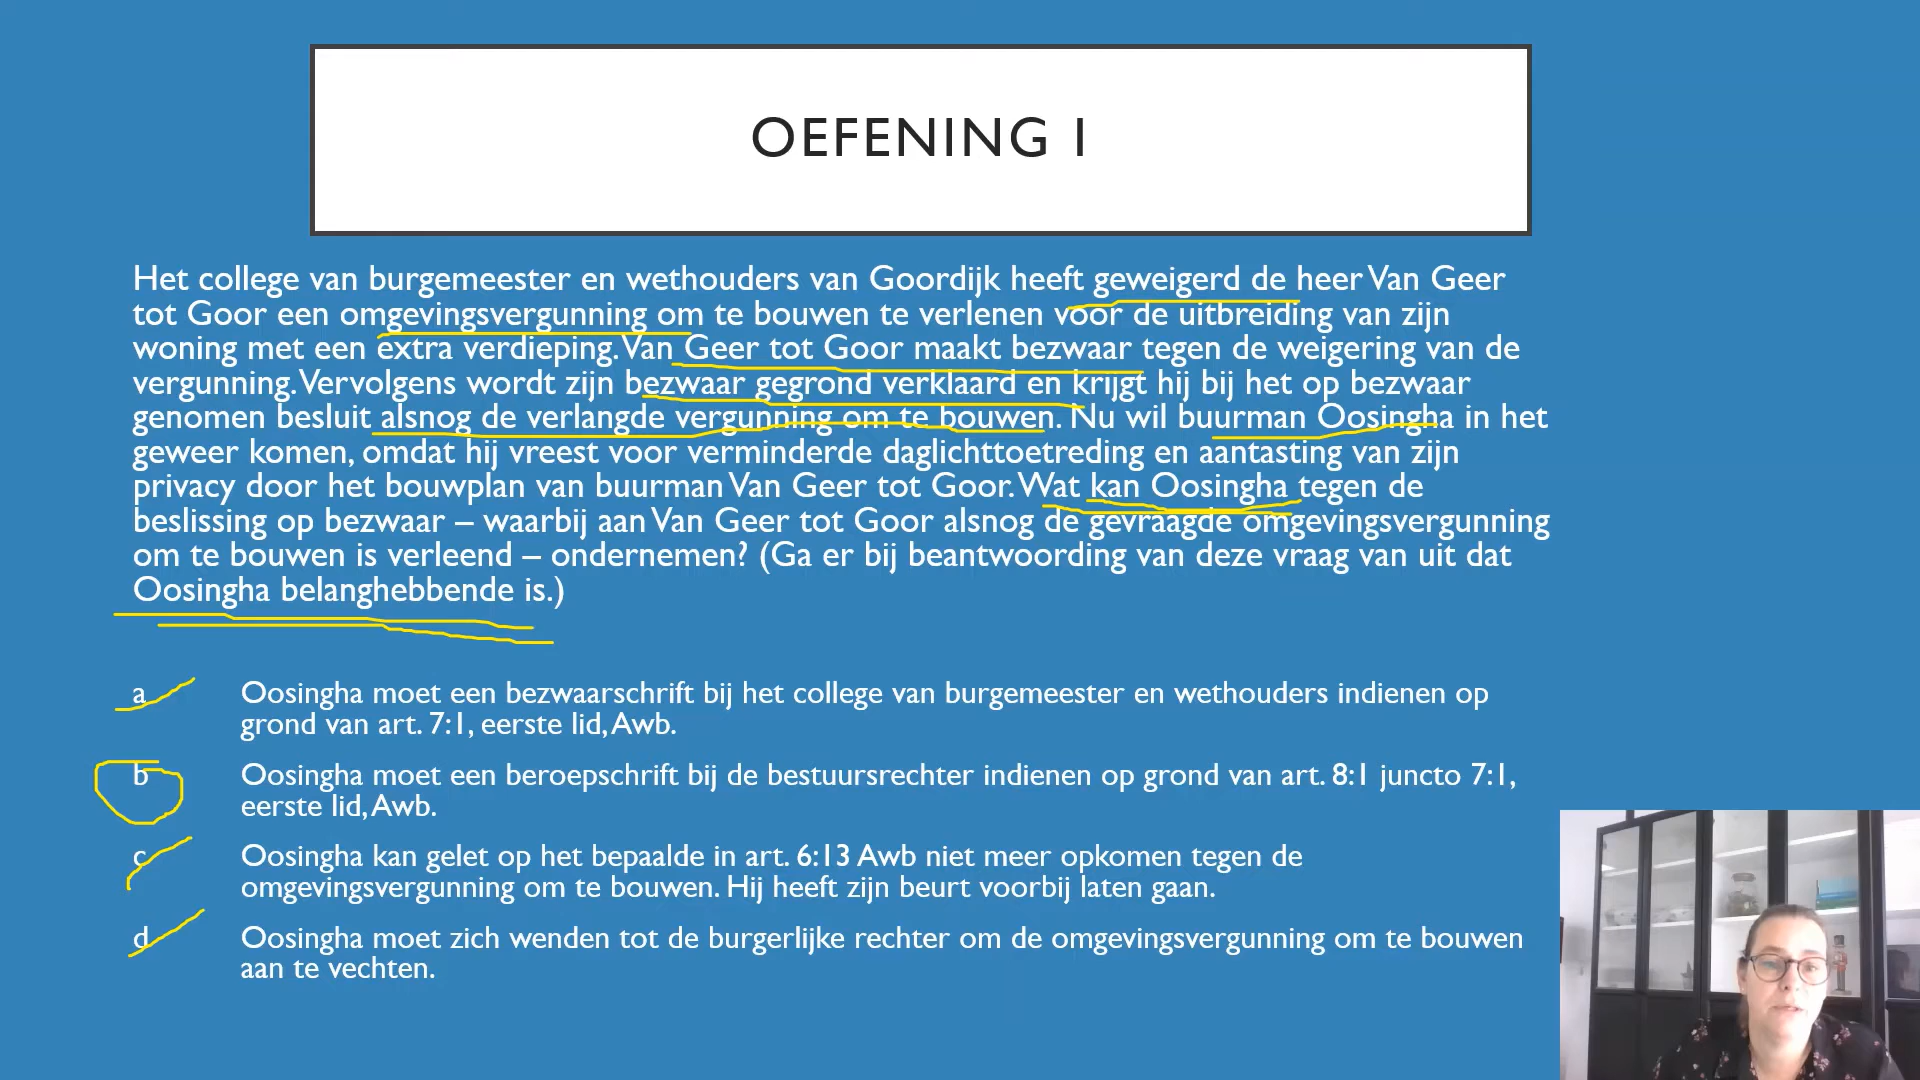 OEFENING I
Het college van burgemeester en wethouders van Goordijk heeft geweigerd de heer Van Geer
tot Goor een omgevingsvergunning om te bouwen te verlenen voor de uitbreiding van zijn
woning met een extra verdieping. Van Geer tot Goor maakt bezwaar tegen de weigering van de
vergunning. Vervolgens wordt zijn bezwaar gegrond verklaard en krijgt hij bij het op bezwaar
genomen besluit alsnog de verlangde vergunning om te bouwen. Nu wil buurman Oosingha in het
geweer komen, omdat hij vreest voor verminderde daglichttoetreding en aantasting van zijn
privacy door het bouwplan van buurman Van Geer tot Goor. Wat kan Oosingha tegen de
beslissing op bezwaar – waarbij aan Van Geer tot Goor alsnog de gevraagde omgevingsvergunning
om te bouwen is verleend – ondernemen? (Ga er bij beantwoording van deze vraag van uit dat
Oosingha belanghebbende is.)
a Oosingha moet een bezwaarschrift bij het college van burgemeester en wethouders indienen op
grond van art. 7:1, eerste lid, Awb.
b Oosingha moet een beroepschrift bij de bestuursrechter indienen op grond van art. 8:1 juncto 7:1,
eerste lid, Awb.
c Oosingha kan gelet op het bepaalde in art. 6:13 Awb niet meer opkomen tegen de
omgevingsvergunning om te bouwen. Hij heeft zijn beurt voorbij laten gaan.
d Oosingha moet zich wenden tot de burgerlijke rechter om de omgevingsvergunning om te bouwen
aan te vechten.